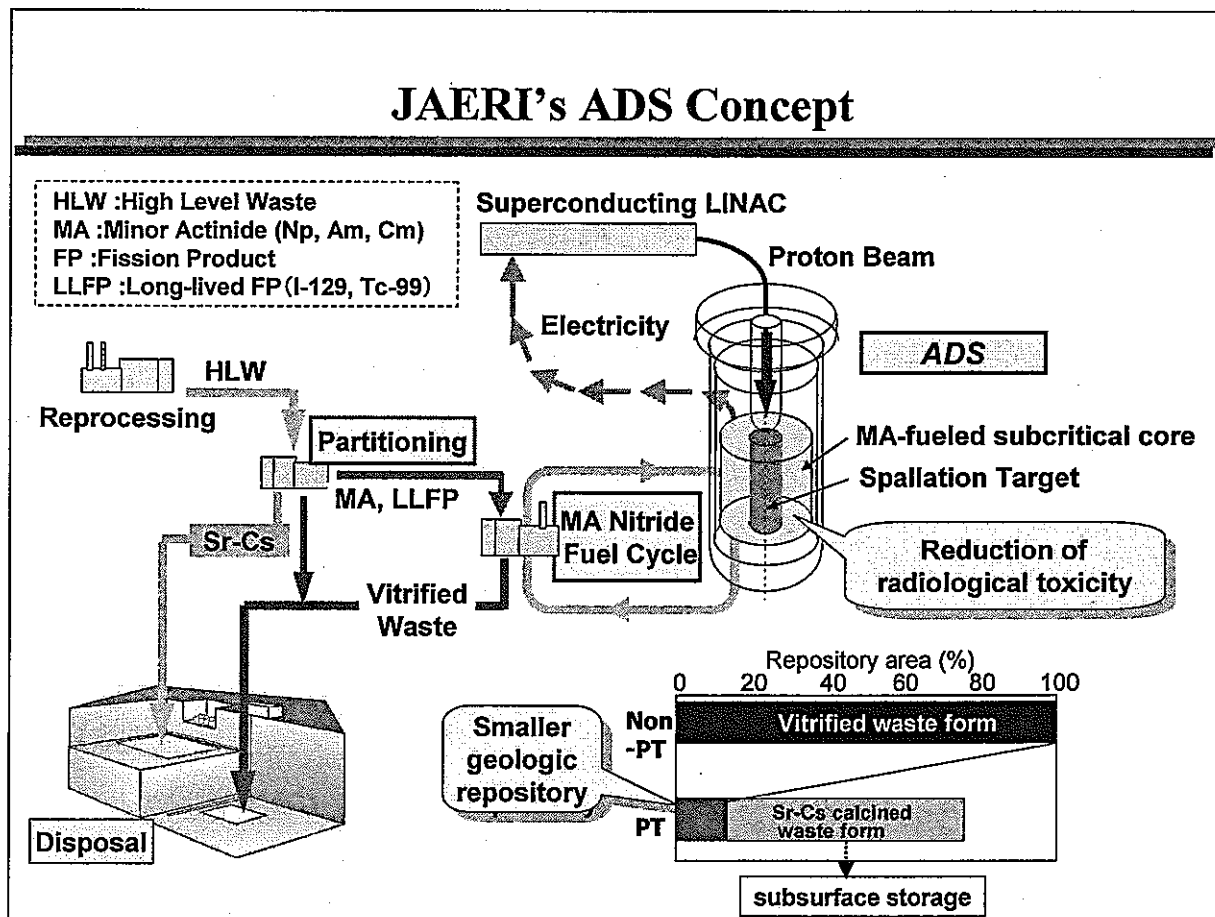 JAERI's ADS Concept
HLW :High Level Waste
MA :Minor Actinide (Np, Am, Cm)
FP :Fission Product
LLFP :Long-lived FP(I-129, Tc-99)
Superconducting LINAC
Proton Beam
Electricity
ADS
HLW
Reprocessing
Partitioning
MA, LLFP
MA-fueled subcritical core
Spallation Target
Sr-Cs
MA Nitride
Fuel Cycle
Reduction of
radiological toxicity
Vitrified
Waste
Disposal
Repository area (%)
0 20 40 60 80 100
Smaller
geologic
repository
Non
-PT
Vitrified waste form
PT
Sr-Cs calcined
waste form
subsurface storage